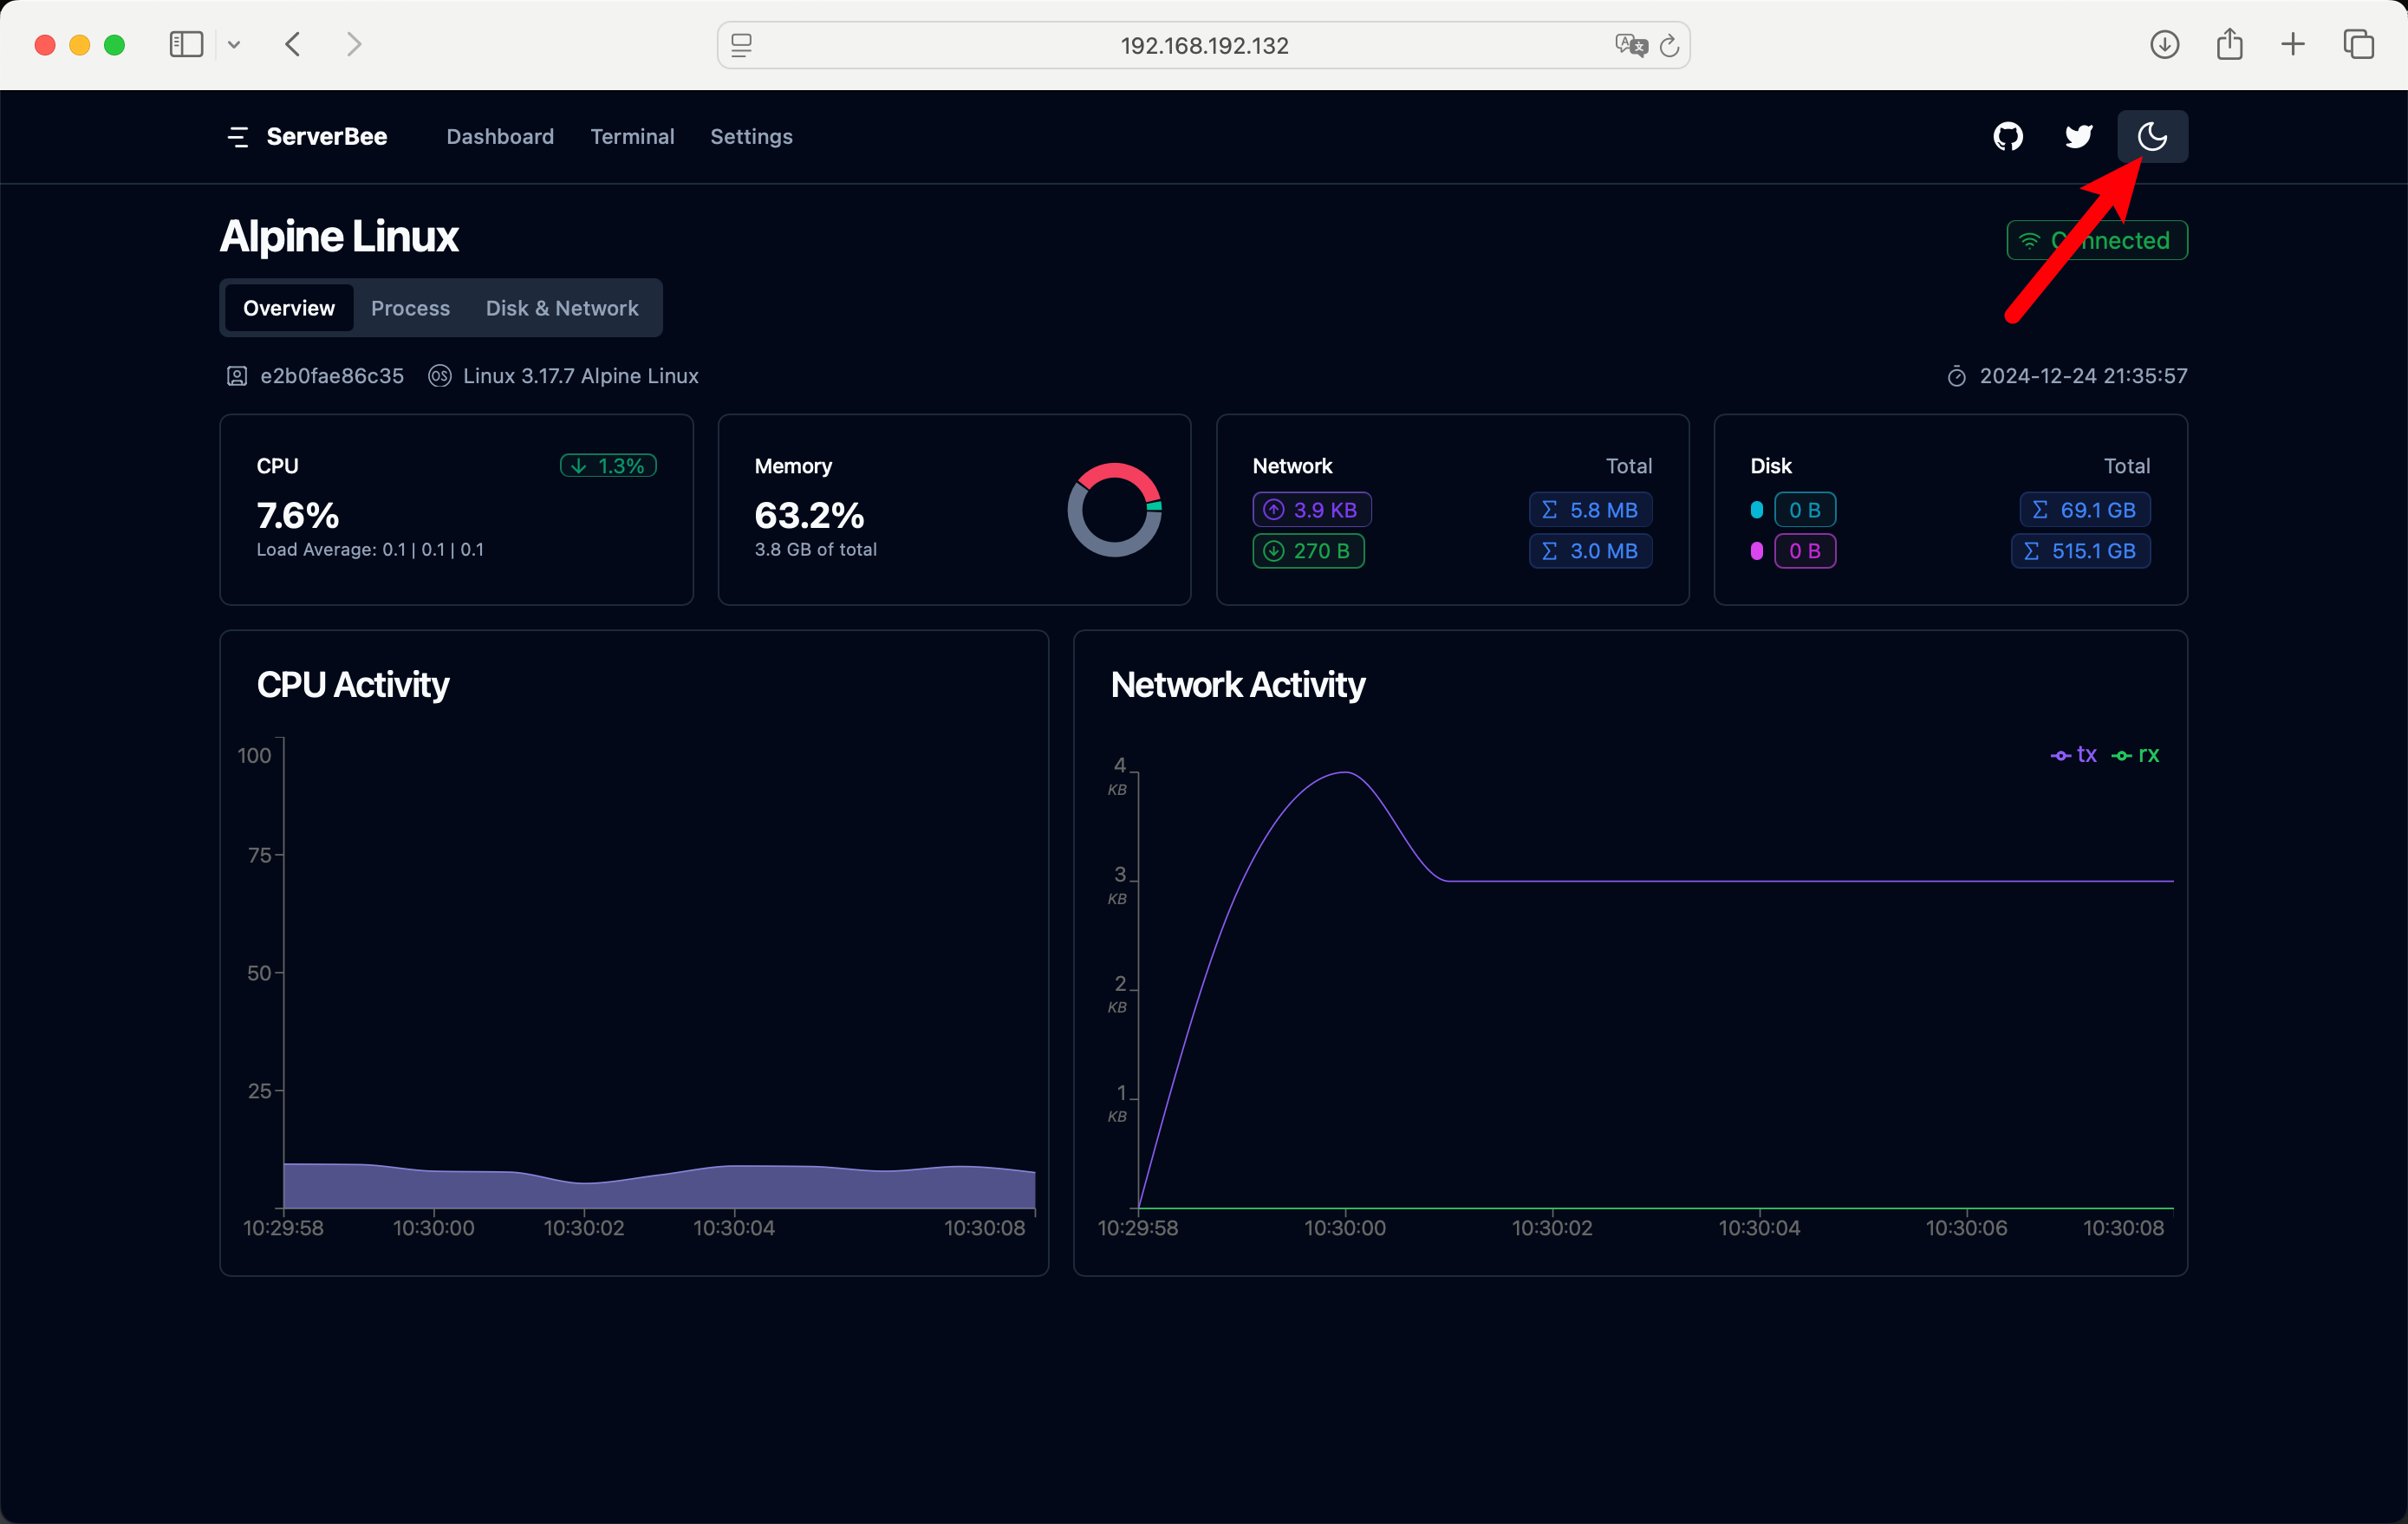 192.168.192.132
ServerBee Dashboard Terminal Settings
Alpine Linux
Connected
Overview Process Disk & Network
e2b0fae86c35 OS Linux 3.17.7 Alpine Linux 2024-12-24 21:35:57
CPU 1.3%
7.6%
Load Average: 0.1 | 0.1 | 0.1
Memory
63.2%
3.8 GB of total
Network Total
3.9 KB Σ 5.8 MB
270 B Σ 3.0 MB
Disk Total
0 B Σ 69.1 GB
0 B Σ 515.1 GB
CPU Activity
100
75
50
25
10:29:58 10:30:00 10:30:02 10:30:04 10:30:08
Network Activity
tx rx
4
KB
3
KB
2
KB
1
KB
10:29:58 10:30:00 10:30:02 10:30:04 10:30:06 10:30:08